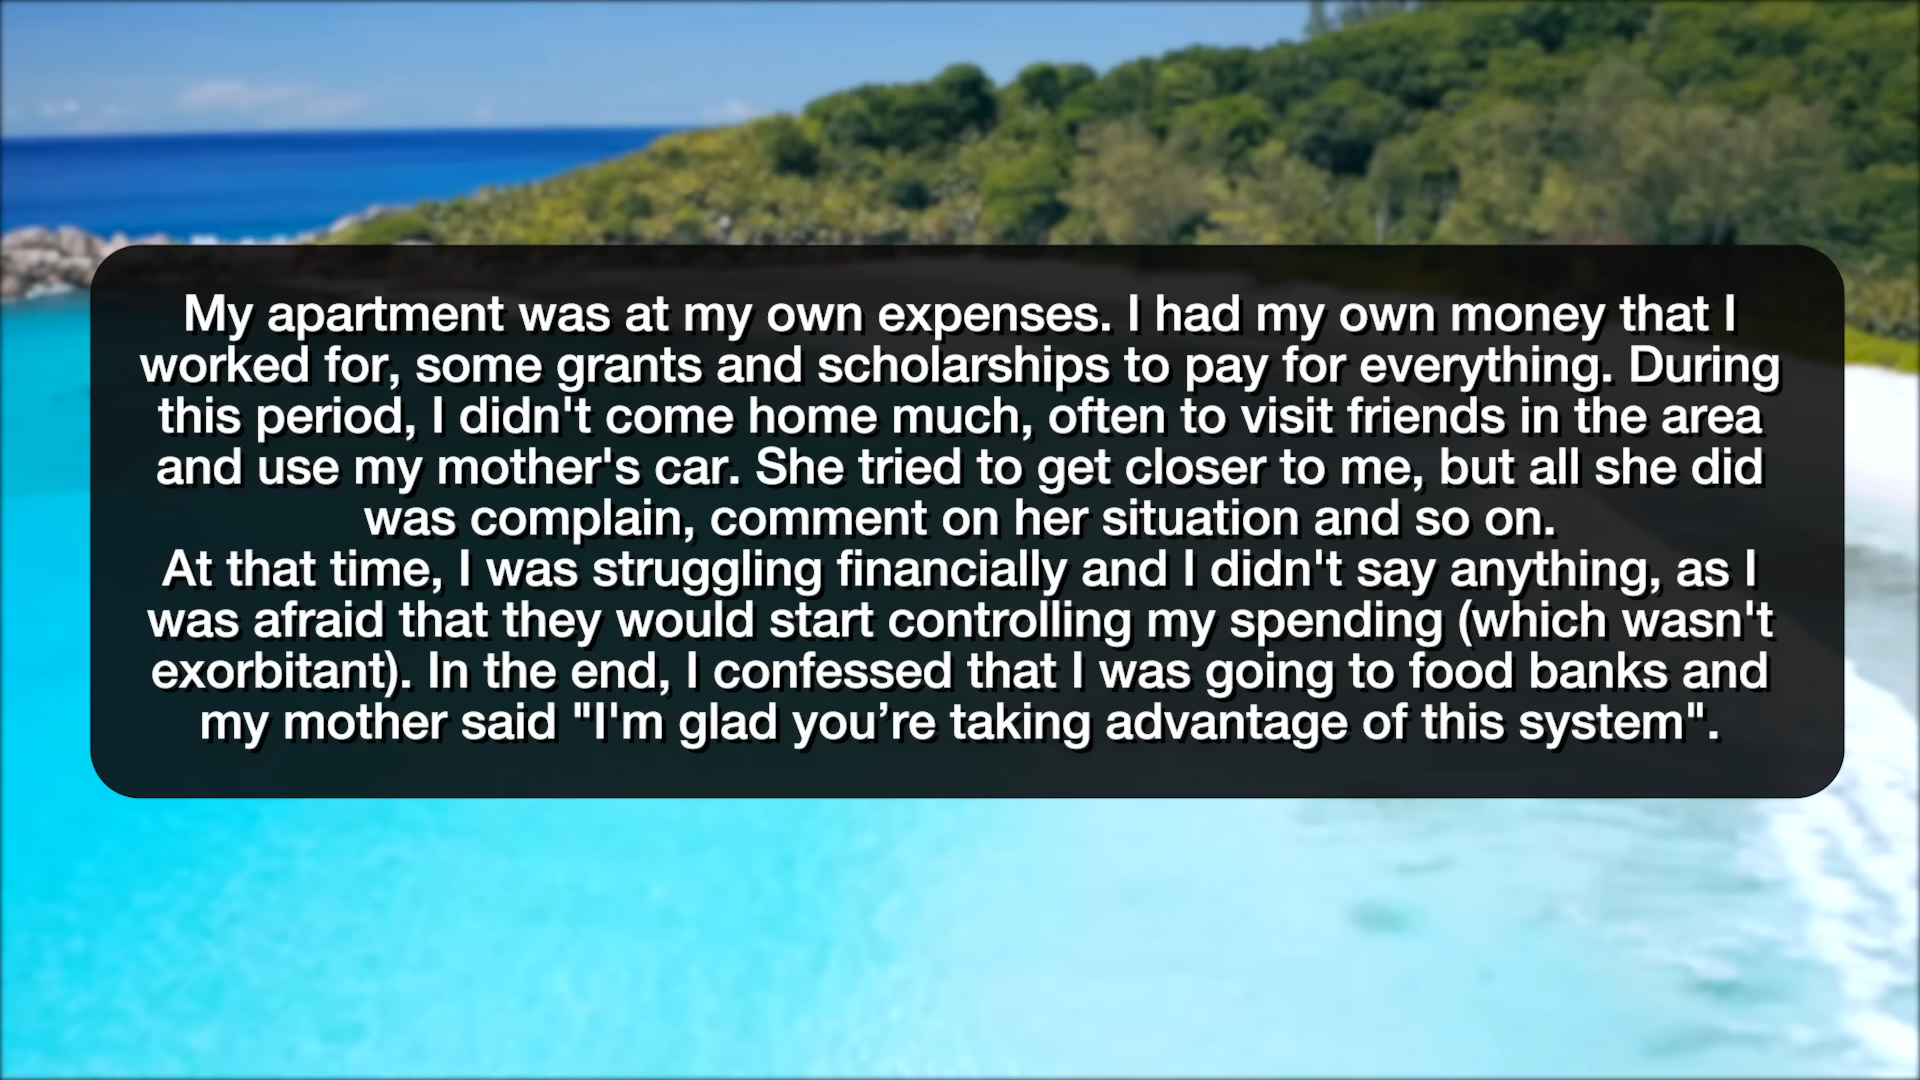 My apartment was at my own expenses. I had my own money that I
worked for, some grants and scholarships to pay for everything. During
this period, I didn't come home much, often to visit friends in the area
and use my mother's car. She tried to get closer to me, but all she did
was complain, comment on her situation and so on.
At that time, I was struggling financially and I didn't say anything, as I
was afraid that they would start controlling my spending (which wasn't
exorbitant). In the end, I confessed that I was going to food banks and
my mother said "I'm glad you’re taking advantage of this system".